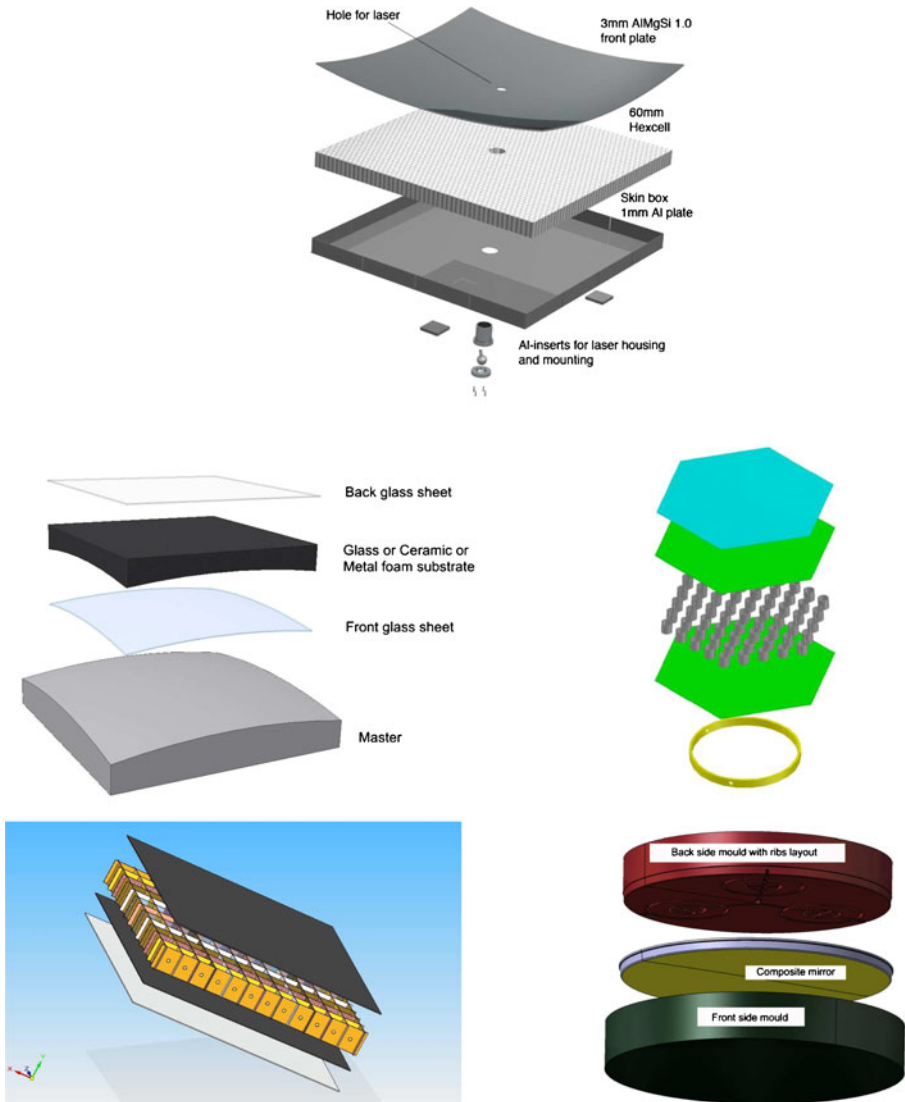 Hole for laser
3mm AlMgSi 1.0
front plate
60mm
Hexcell
Skin box
1mm Al plate
Al-inserts for laser housing
and mounting
Back glass sheet
Glass or Ceramic or
Metal foam substrate
Front glass sheet
Master
X
Z
Y
Back side mould with ribs layout
Composite mirror
Front side mould